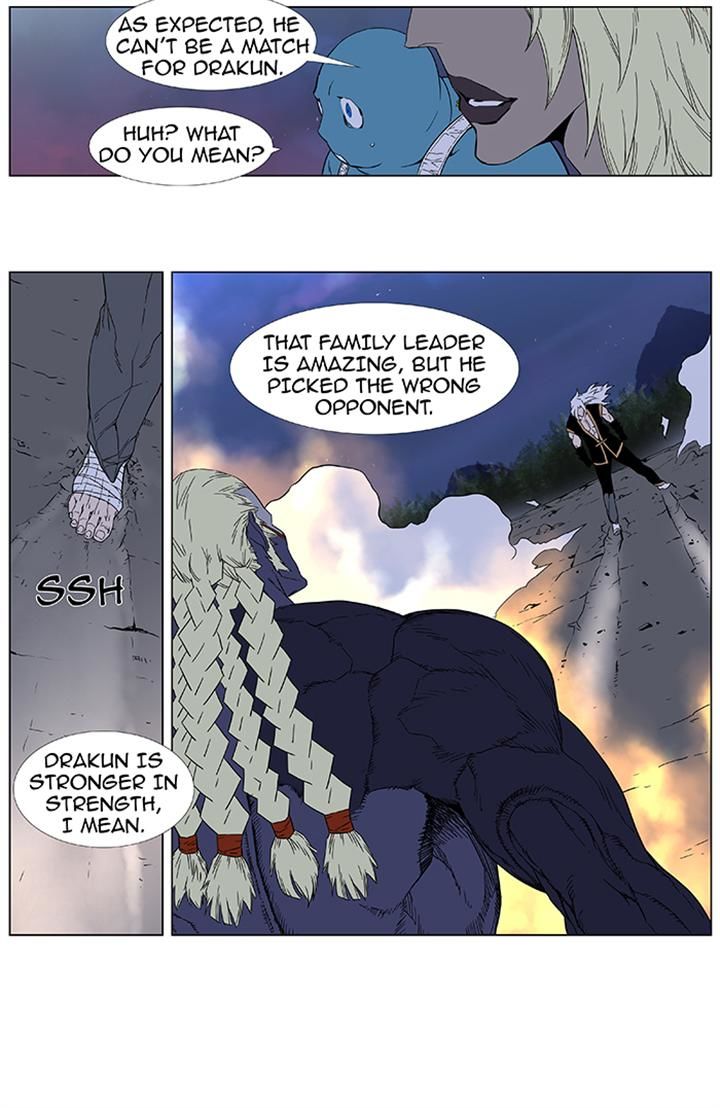 AS EXPECTED, HE
CAN'T BE A MATCH
FOR DRAKUN.
HUH? WHAT
DO YOU MEAN?
THAT FAMILY LEADER
IS AMAZING, BUT HE
PICKED THE WRONG
OPPONENT.
SSH
DRAKUN IS
STRONGER IN
STRENGTH,
I MEAN.